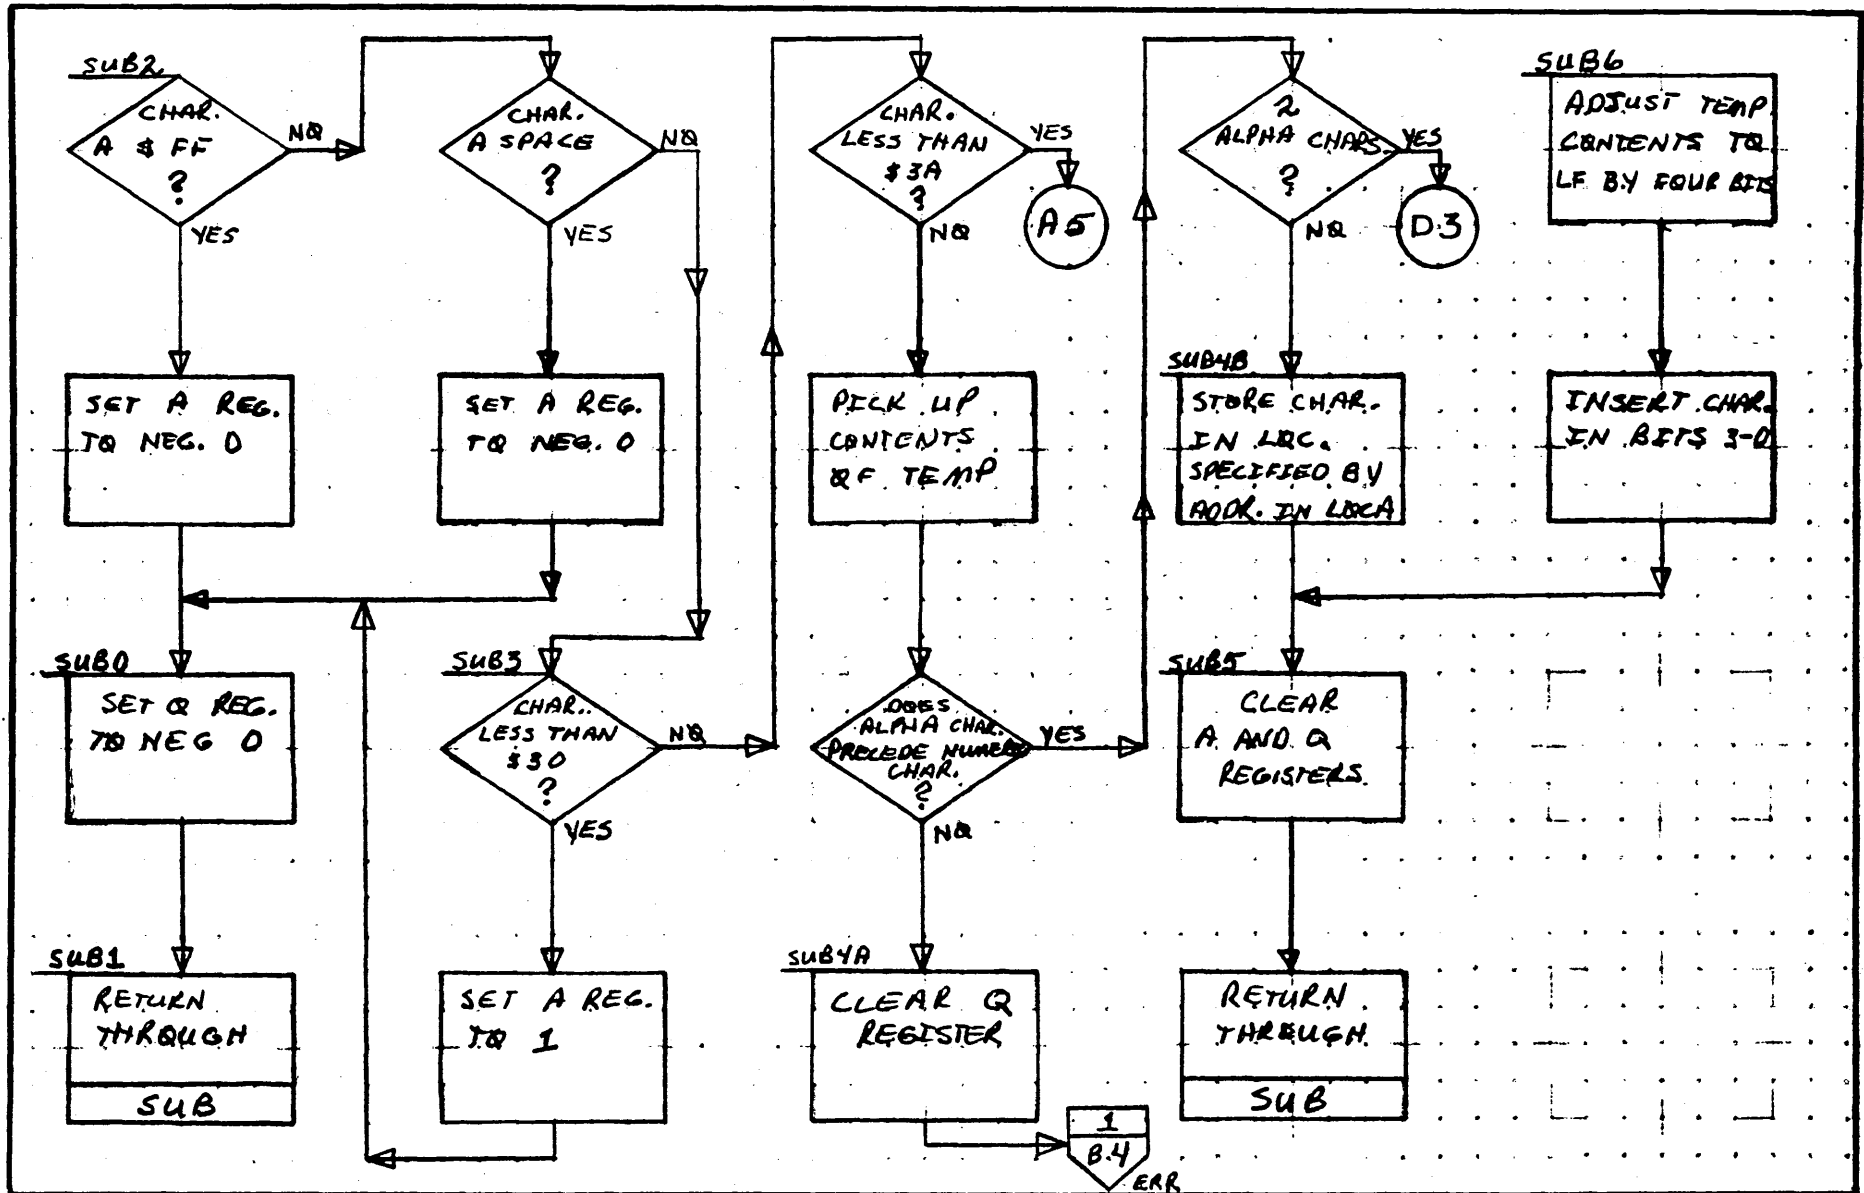 SUB2
CHAR.
A $ FF
?
NO
YES
SET A REG.
TO NEG. 0
SUB0
SET Q REG.
TO NEG 0
SUB1
RETURN
THROUGH
SUB
CHAR.
A SPACE
?
NO
YES
SET A REG.
TO NEG. 0
SUB3
CHAR..
LESS THAN
$30
?
NO
YES
SET A REG.
TO 1
CHAR.
LESS THAN
$3A
?
YES
A5
NO
PICK UP
CONTENTS
OF TEMP
DOES
ALPHA CHAR.
PRECEDE NUMERIC
CHAR.
?
YES
NO
SUB4A
CLEAR Q
REGISTER
1
B.4
ERR
2
ALPHA CHARS.
?
YES
D3
NO
SUB4B
STORE CHAR.
IN LOC.
SPECIFIED BY
ADDR. IN LOCA
SUB5
CLEAR
A AND Q
REGISTERS.
RETURN
THROUGH.
SUB
SUB6
ADJUST TEMP
CONTENTS TO
LF BY FOUR BITS
INSERT CHAR.
IN BITS 3-0